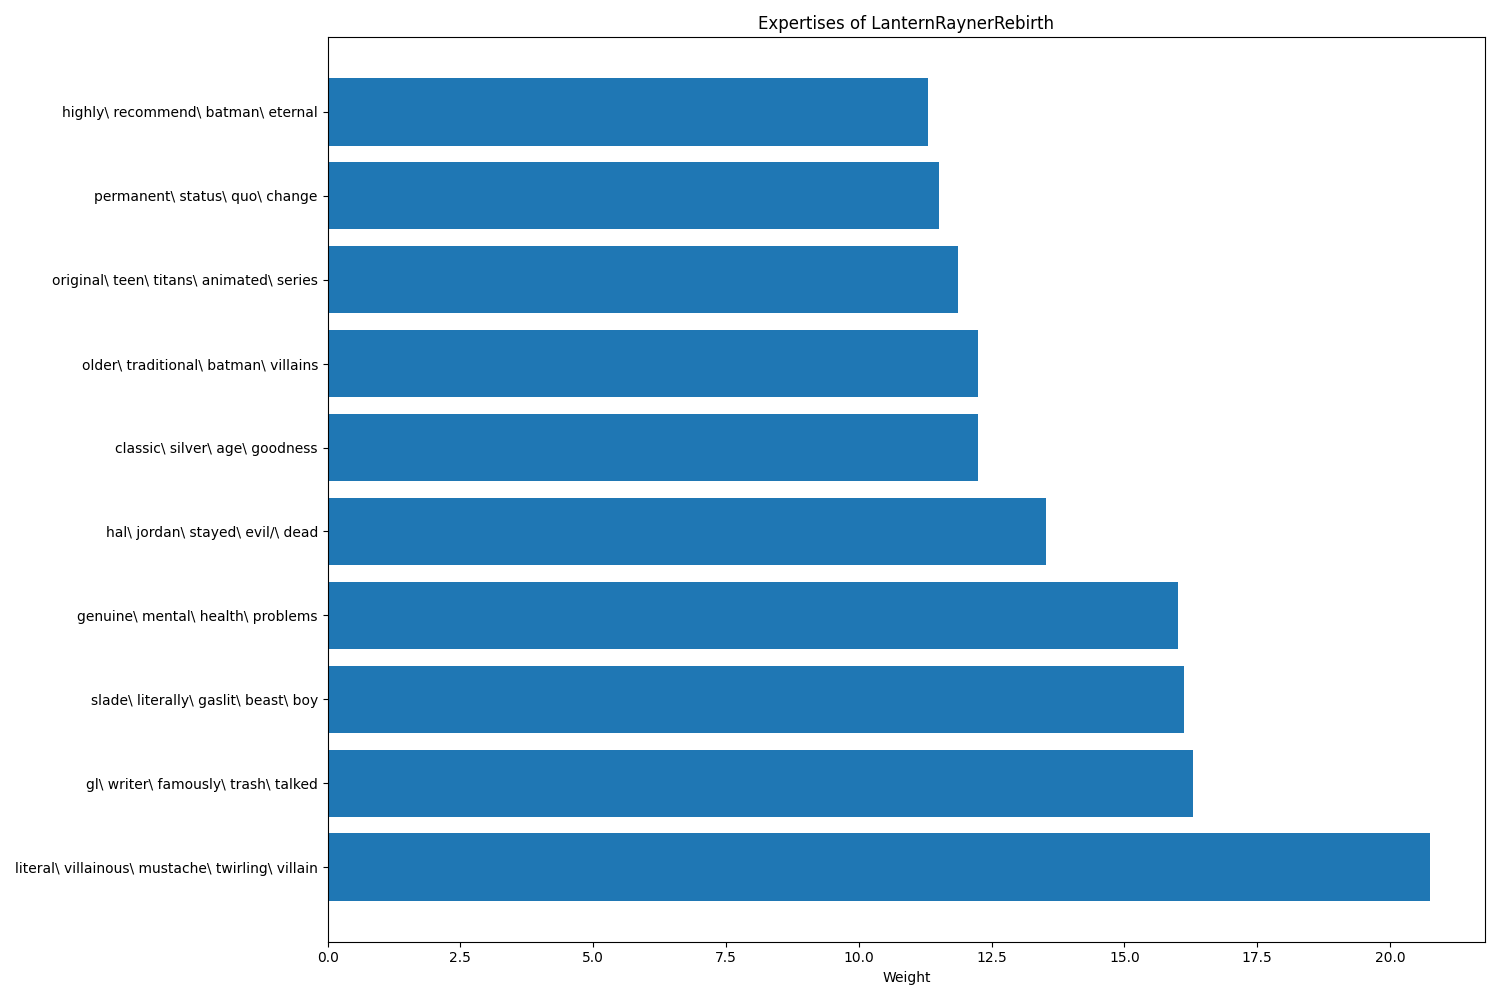 Expertises of LanternRaynerRebirth
highly\ recommend\ batman\ eternal
permanent\ status\ quo\ change
original\ teen\ titans\ animated\ series
older\ traditional\ batman\ villains
classic\ silver\ age\ goodness
hal\ jordan\ stayed\ evil/\ dead
genuine\ mental\ health\ problems
slade\ literally\ gaslit\ beast\ boy
gl\ writer\ famously\ trash\ talked
literal\ villainous\ mustache\ twirling\ villain
0.0 2.5 5.0 7.5 10.0 12.5 15.0 17.5 20.0
Weight